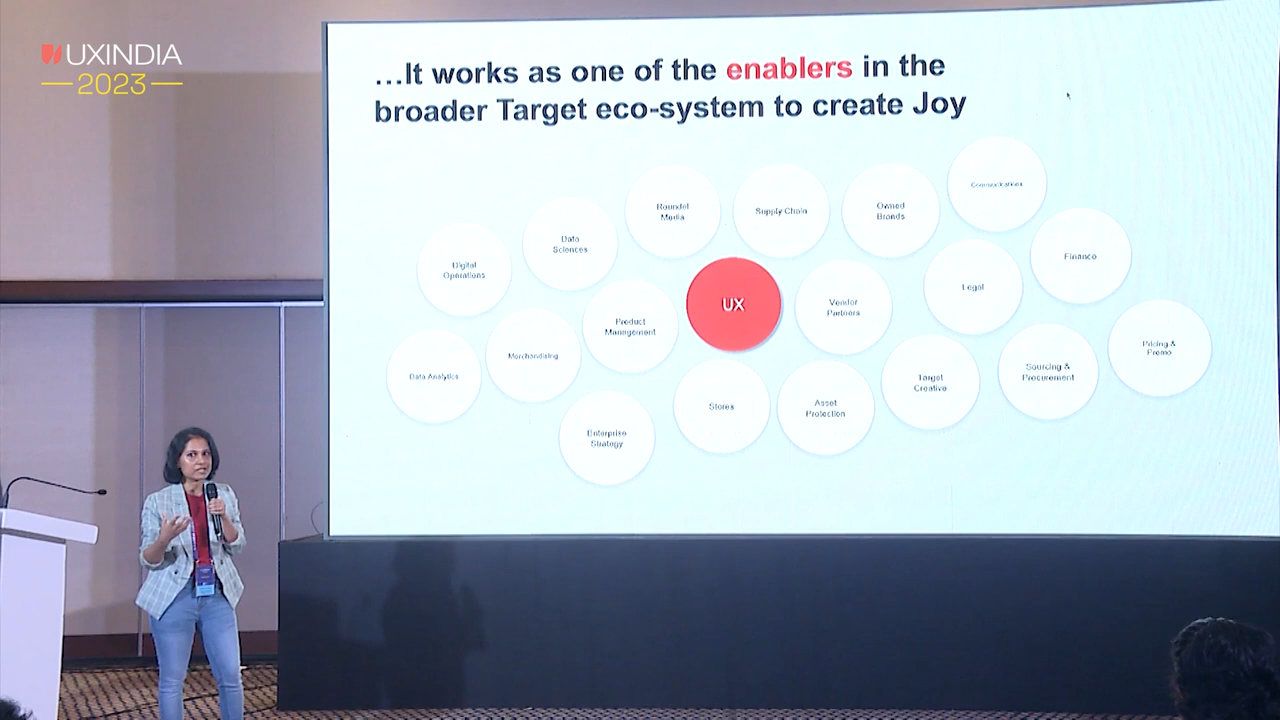 UXINDIA
2023
...It works as one of the enablers in the
broader Target eco-system to create Joy
Communications
Roundel
Media
Supply Chain
Owned
Brands
Data
Sciences
Digital
Operations
Finance
Legal
UX
Vendor
Partners
Product
Management
Merchandising
Data Analytics
Pricing &
Promo
Sourcing &
Procurement
Target
Creative
Stores
Asset
Protection
Enterprise
Strategy